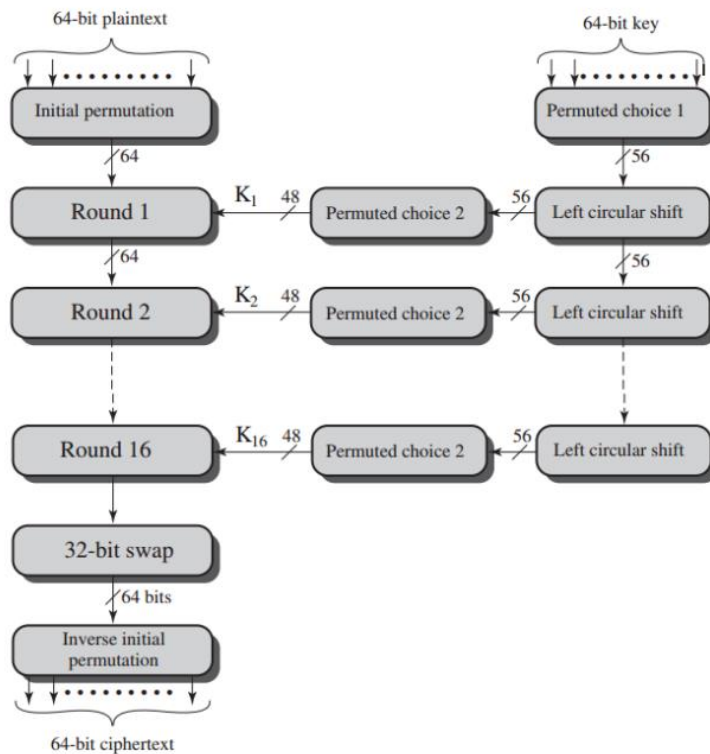 64-bit plaintext
64-bit key
Initial permutation
Permuted choice 1
64
56
Round 1
K1
48
Permuted choice 2
56
Left circular shift
64
56
Round 2
K2
48
Permuted choice 2
56
Left circular shift
Round 16
K16
48
Permuted choice 2
56
Left circular shift
32-bit swap
64 bits
Inverse initial
permutation
64-bit ciphertext